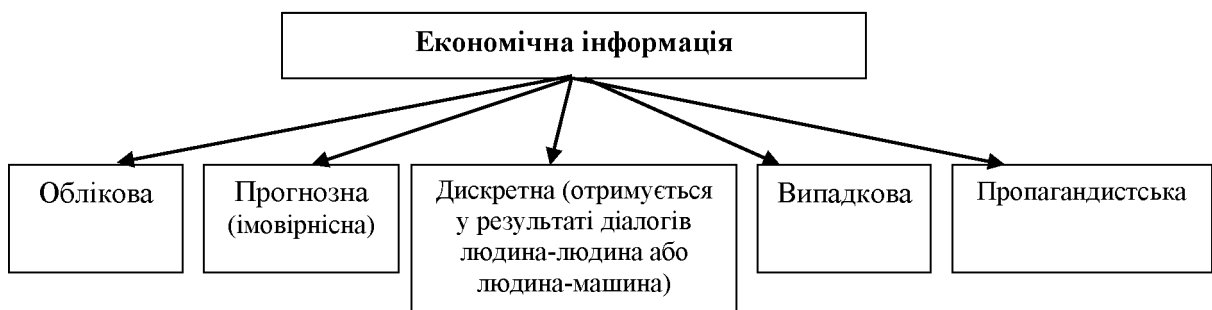 Економічна інформація
Облікова
Прогнозна
(імовірнісна)
Дискретна (отримується
у результаті діалогів
людина-людина або
людина-машина)
Випадкова
Пропагандистська